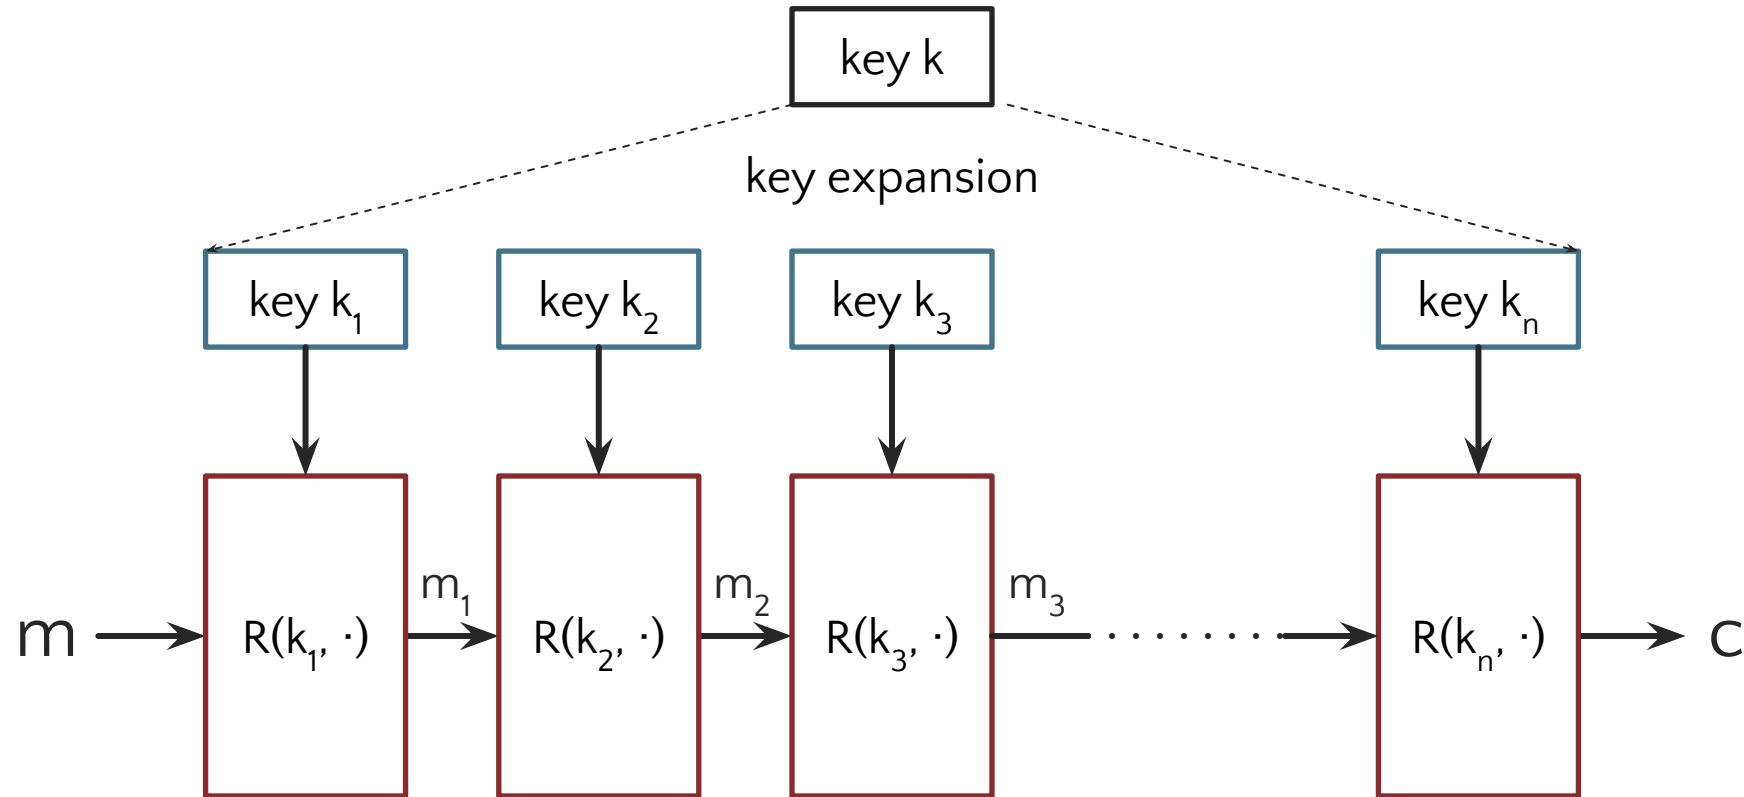 key k
key expansion
key k₁ key k₂ key k₃ key kₙ
m₁ m₂ m₃
m R(k₁, ·) R(k₂, ·) R(k₃, ·) . . . . . . . . R(kₙ, ·) c